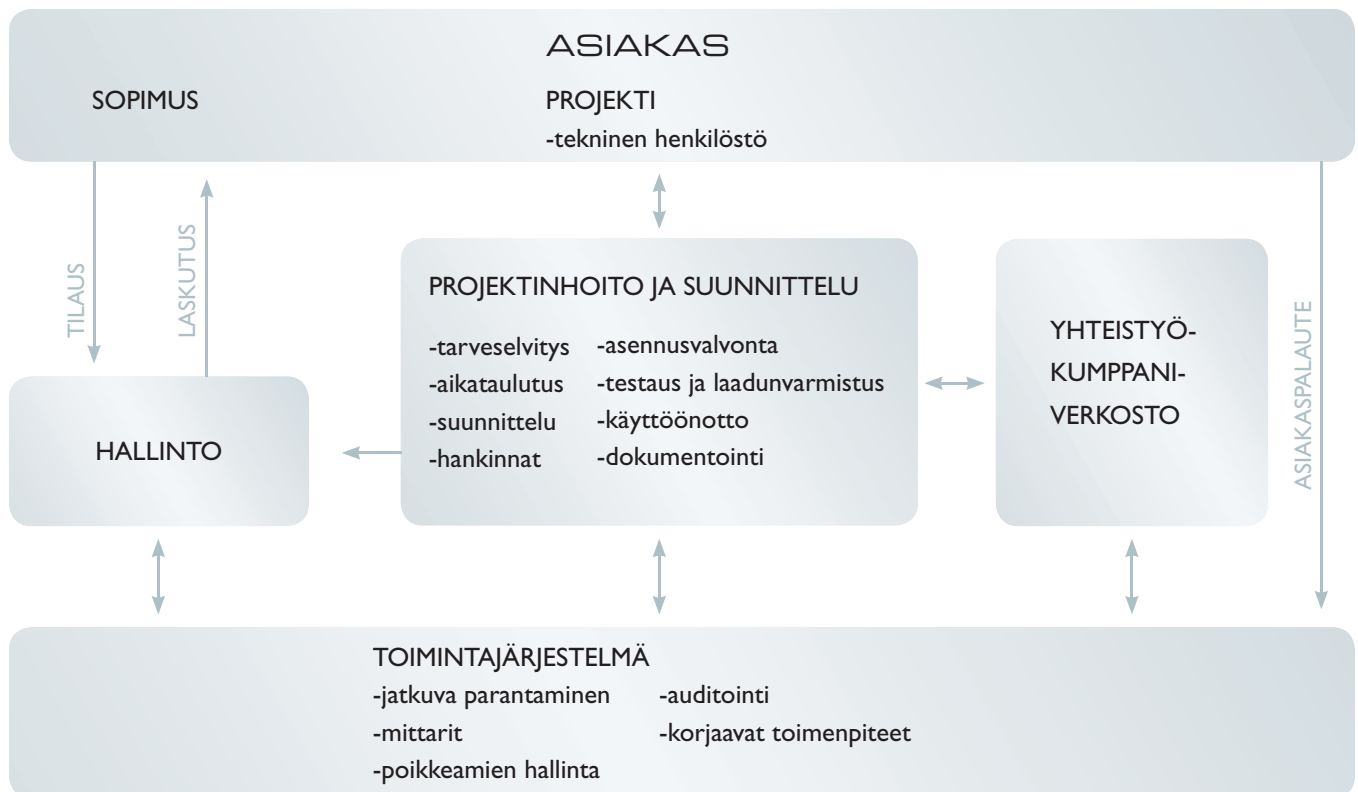 ASIAKAS
SOPIMUS
PROJEKTI
-tekninen henkilöstö
TILAUS
LASKUTUS
PROJEKTINHOITO JA SUUNNITTELU
-tarveselvitys
-aikataulutus
-suunnittelu
-hankinnat
-asennusvalvonta
-testaus ja laadunvarmistus
-käyttöönotto
-dokumentointi
YHTEISTYÖ-
KUMPPANI-
VERKOSTO
ASIAKASPALAUTE
HALLINTO
TOIMINTAJÄRJESTELMÄ
-jatkuva parantaminen
-mittarit
-poikkeamien hallinta
-auditointi
-korjaavat toimenpiteet